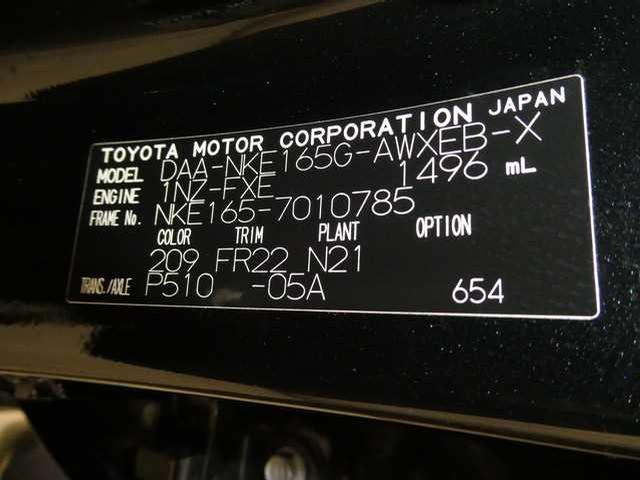 TOYOTA MOTOR CORPORATION JAPAN
MODEL DAA-NKE165G-AWXEB-X
ENGINE 1NZ-FXE 1496 mL
FRAME No. NKE165-7010785
COLOR TRIM PLANT OPTION
209 FR22 N21
TRANS./AXLE P510 -05A 654